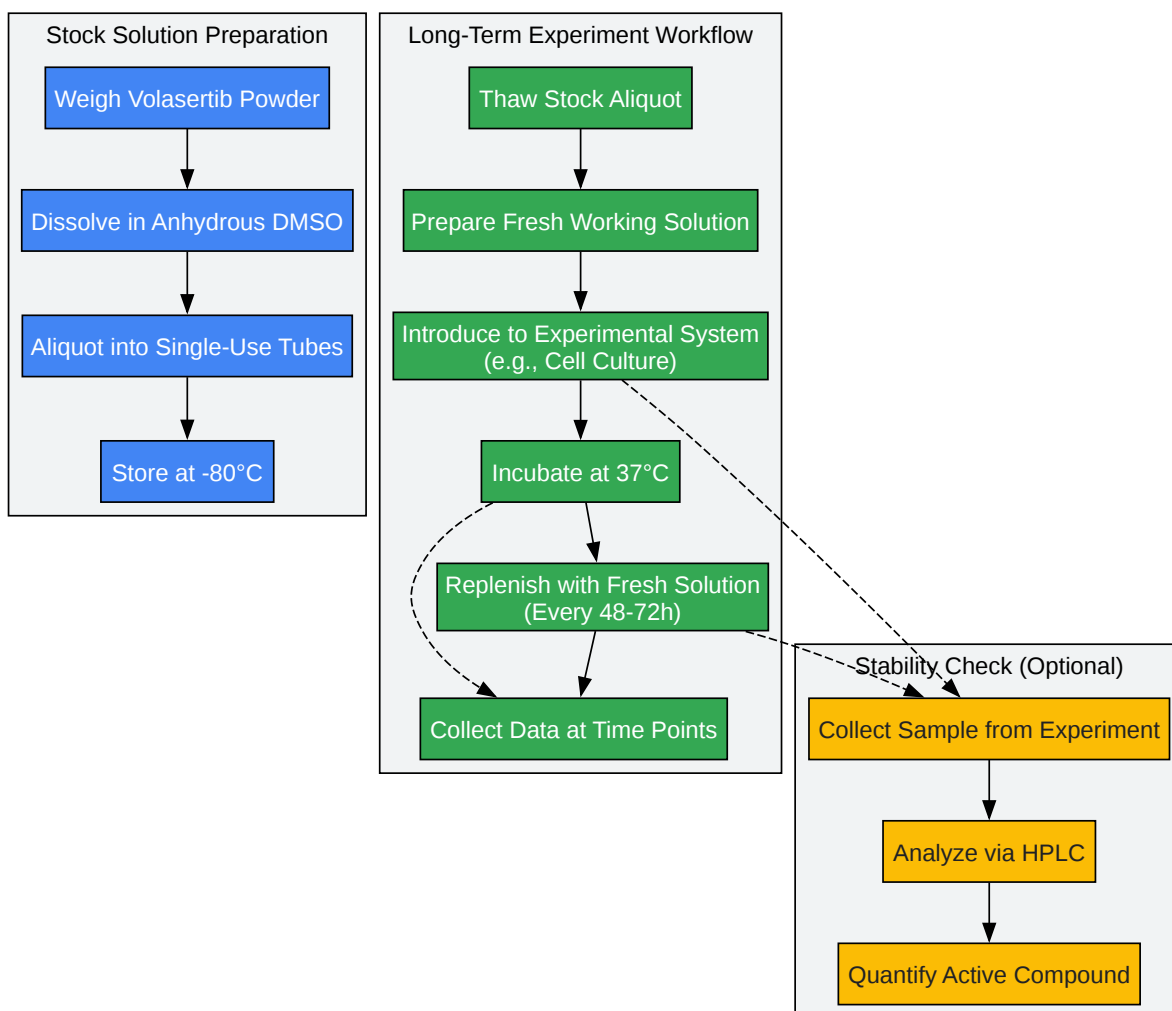 Stock Solution Preparation
Weigh Volasertib Powder
Dissolve in Anhydrous DMSO
Aliquot into Single-Use Tubes
Store at -80°C
Long-Term Experiment Workflow
Thaw Stock Aliquot
Prepare Fresh Working Solution
Introduce to Experimental System
(e.g., Cell Culture)
Incubate at 37°C
Replenish with Fresh Solution
(Every 48-72h)
Collect Data at Time Points
Stability Check (Optional)
Collect Sample from Experiment
Analyze via HPLC
Quantify Active Compound